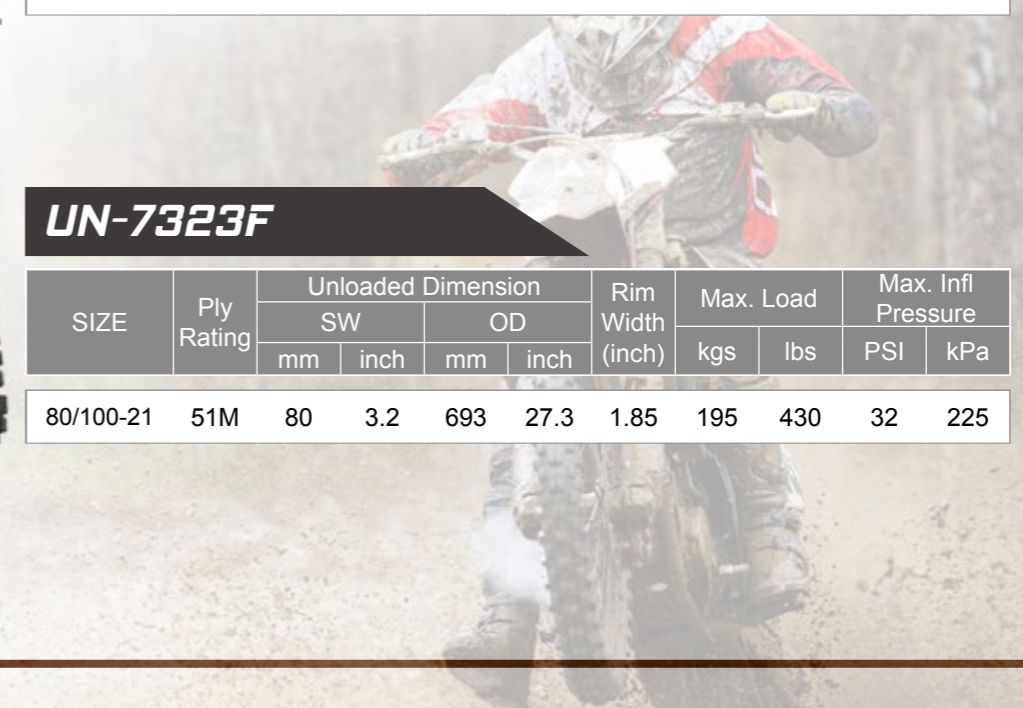 UN-7323F
SIZE Ply Rating Unloaded Dimension Rim Width (inch) Max. Load Max. Infl Pressure
SW OD
mm inch mm inch kgs lbs PSI kPa
80/100-21 51M 80 3.2 693 27.3 1.85 195 430 32 225